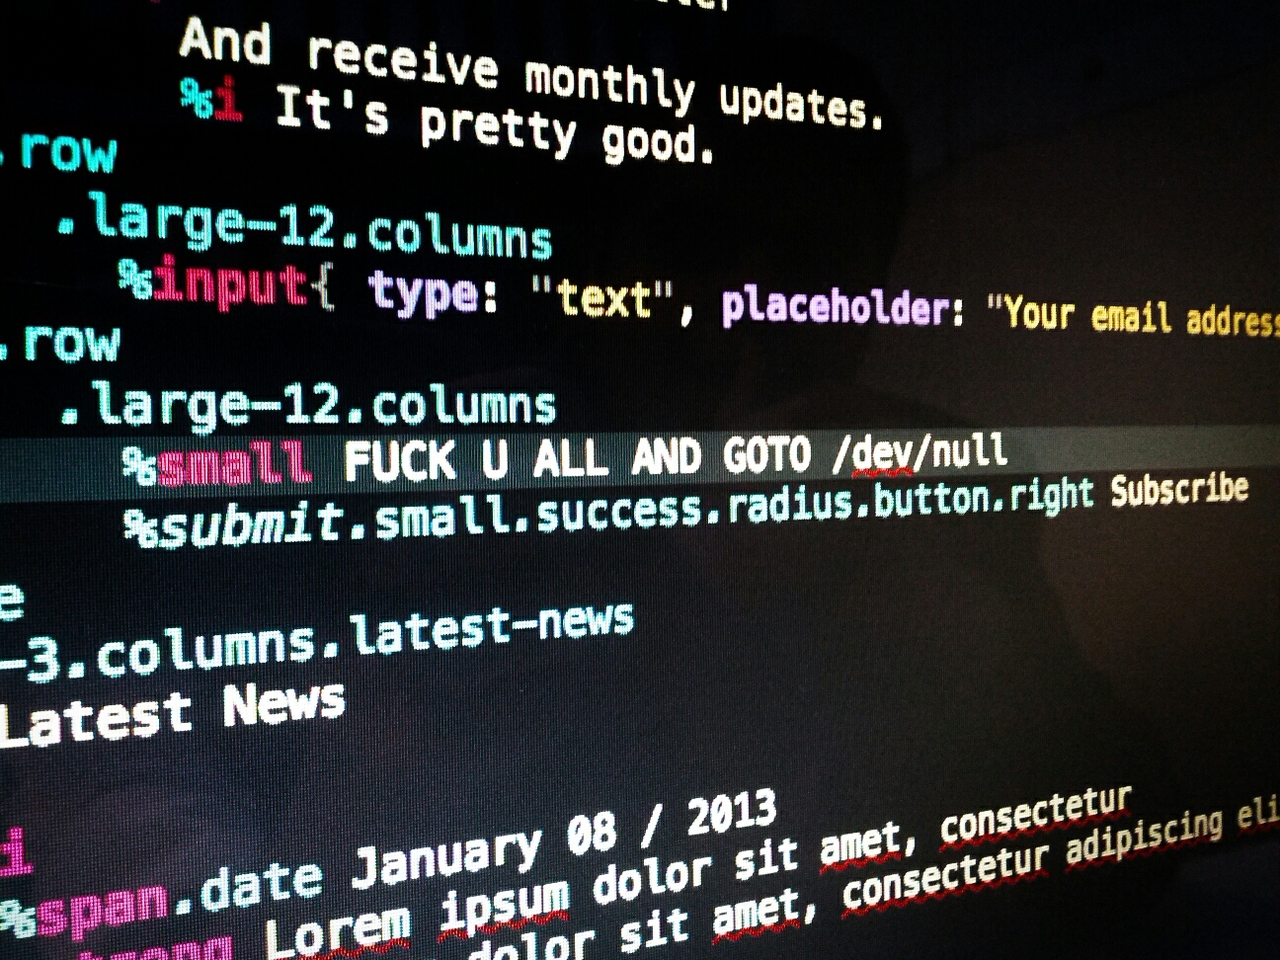 And receive monthly updates.
%i It's pretty good.
.row
.large-12.columns
%input{ type: "text", placeholder: "Your email address
.row
.large-12.columns
%small FUCK U ALL AND GOTO /dev/null
%submit.small.success.radius.button.right Subscribe
e
-3.columns.latest-news
Latest News
i
%span.date January 08 / 2013
Lorem ipsum dolor sit amet, consectetur
dolor sit amet, consectetur adipiscing eli